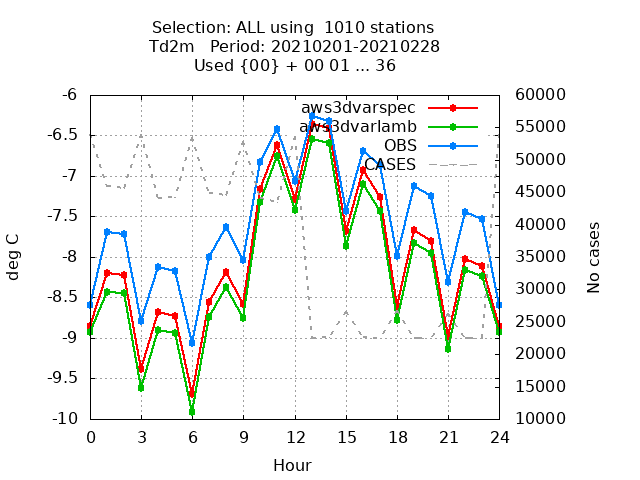 Selection: ALL using  1010 stations
Td2m   Period: 20210201-20210228
Used {00} + 00 01 ... 36
aws3dvarspec
aws3dvarlamb
OBS
CASES
-6
-6.5
-7
-7.5
-8
-8.5
-9
-9.5
-10
deg C
60000
55000
50000
45000
40000
35000
30000
25000
20000
15000
10000
No cases
0 3 6 9 12 15 18 21 24
Hour